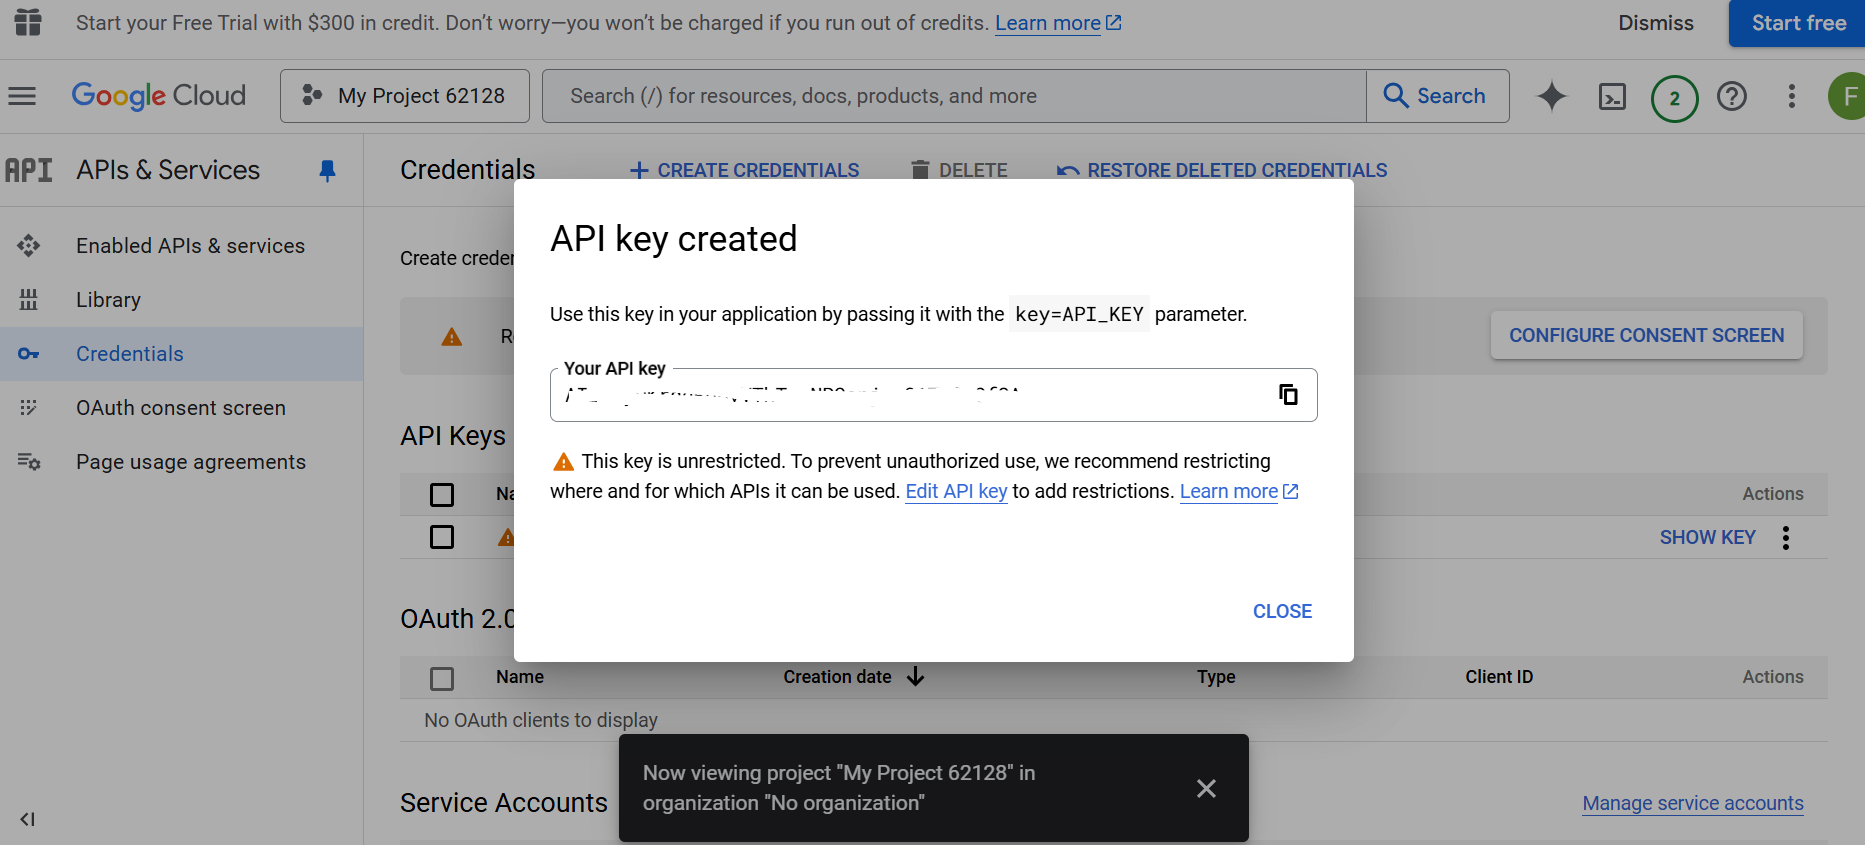 Start your Free Trial with $300 in credit. Don't worry—you won't be charged if you run out of credits. Learn more
Dismiss
Start free
Google Cloud
My Project 62128
Search (/) for resources, docs, products, and more
Search
2
F
API
APIs & Services
Credentials
CREATE CREDENTIALS
DELETE
RESTORE DELETED CREDENTIALS
Enabled APIs & services
Library
Credentials
OAuth consent screen
Page usage agreements
Create
CONFIGURE CONSENT SCREEN
API key created
Use this key in your application by passing it with the key=API_KEY parameter.
Your API key
This key is unrestricted. To prevent unauthorized use, we recommend restricting
where and for which APIs it can be used. Edit API key to add restrictions. Learn more
CLOSE
API Keys
Actions
SHOW KEY
OAuth 2.0
Name
Creation date
Type
Client ID
Actions
No OAuth clients to display
Service Accounts
Manage service accounts
Now viewing project "My Project 62128" in
organization "No organization"